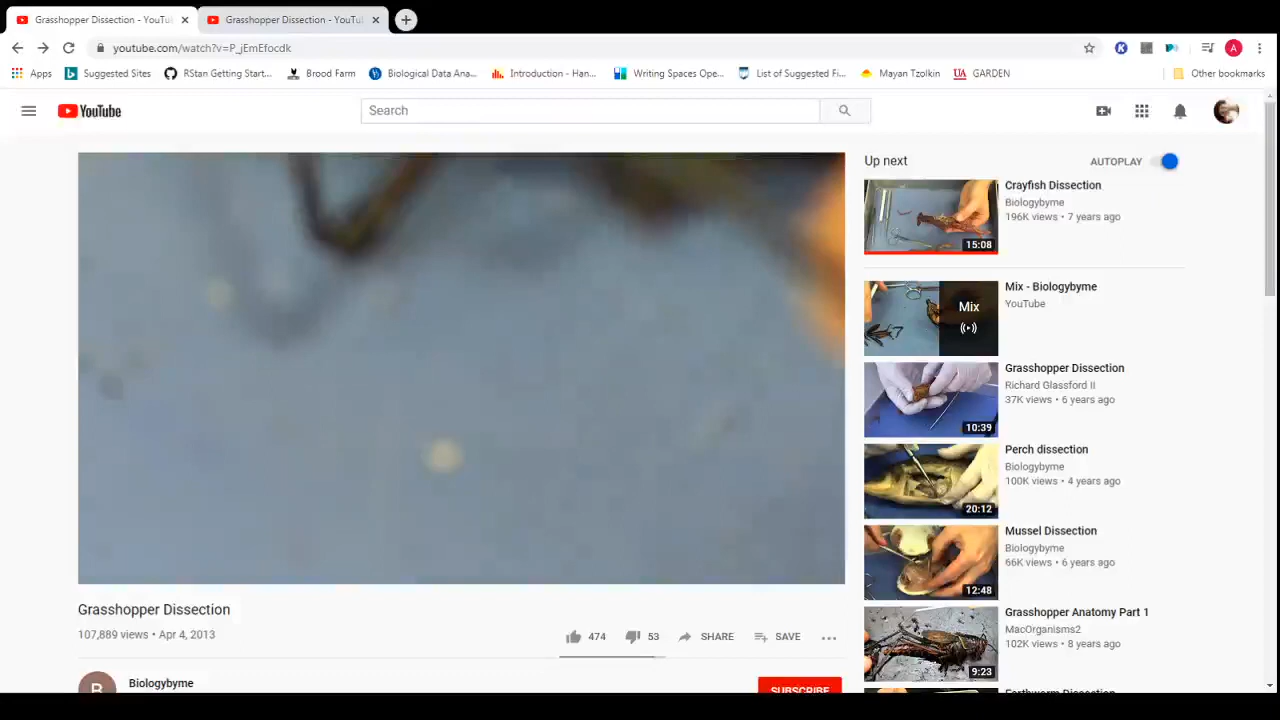 Grasshopper Dissection - YouTu
Grasshopper Dissection - YouTu
youtube.com/watch?v=P_jEmEfocdk
A
Apps
Suggested Sites
RStan Getting Start...
Brood Farm
Biological Data Ana...
Introduction - Han...
Writing Spaces Ope...
List of Suggested Fi...
Mayan Tzolkin
GARDEN
Other bookmarks
YouTube
Search
Up next
AUTOPLAY
Crayfish Dissection
Biologybyme
196K views • 7 years ago
15:08
Mix - Biologybyme
YouTube
Mix
Grasshopper Dissection
Richard Glassford II
37K views • 6 years ago
10:39
Perch dissection
Biologybyme
100K views • 4 years ago
20:12
Mussel Dissection
Biologybyme
66K views • 6 years ago
12:48
Grasshopper Anatomy Part 1
MacOrganisms2
102K views • 8 years ago
9:23
Earthworm Dissection
Grasshopper Dissection
107,889 views • Apr 4, 2013
474
53
SHARE
SAVE
B
Biologybyme
SUBSCRIBE